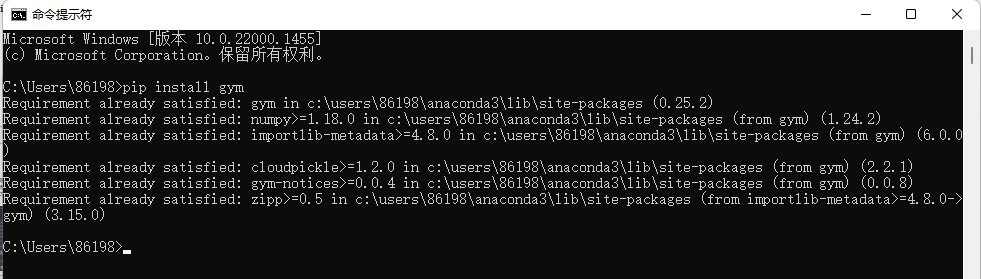 命令提示符
Microsoft Windows [版本 10.0.22000.1455]
(c) Microsoft Corporation。保留所有权利。
C:\Users\86198>pip install gym
Requirement already satisfied: gym in c:\users\86198\anaconda3\lib\site-packages (0.25.2)
Requirement already satisfied: numpy>=1.18.0 in c:\users\86198\anaconda3\lib\site-packages (from gym) (1.24.2)
Requirement already satisfied: importlib-metadata>=4.8.0 in c:\users\86198\anaconda3\lib\site-packages (from gym) (6.0.0
)
Requirement already satisfied: cloudpickle>=1.2.0 in c:\users\86198\anaconda3\lib\site-packages (from gym) (2.2.1)
Requirement already satisfied: gym-notices>=0.0.4 in c:\users\86198\anaconda3\lib\site-packages (from gym) (0.0.8)
Requirement already satisfied: zipp>=0.5 in c:\users\86198\anaconda3\lib\site-packages (from importlib-metadata>=4.8.0->
gym) (3.15.0)
C:\Users\86198>